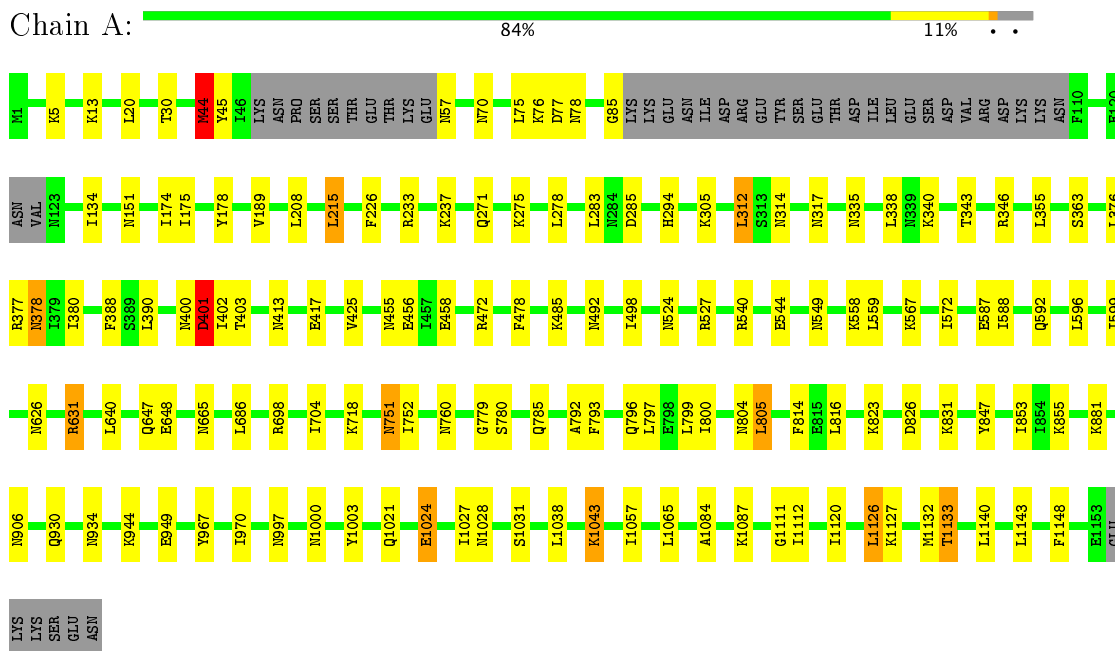 Chain A:
84% 11% • •
M1 K5 K13 L20 T30 M44 Y45 I46 LYS ASN PRO SER SER THR GLU THR LYS GLU N57 N70 L75 K76 D77 N78 G85 LYS LYS GLU ASN ILE ASP ARG GLU TYR SER GLU THR ASP ILE LEU GLU SER ASP VAL ARG ASP LYS LYS ASN F110
ASN VAL N123 I134 N151 I174 I175 Y178 V189 L208 L215 F226 R233 K237 Q271 K275 L278 L283 N284 D285 H294 K305 L312 S313 N314 N317 N335 L338 N339 K340 T343 R346 L355 S363
R377 N378 I379 I380 F388 S389 L390 N400 D401 I402 T403 N413 E417 V425 N455 E456 I457 E458 R472 F478 K485 N492 I498 N524 R527 R540 E544 N549 K558 L559 K567 I572 E587 I588 Q592 L596
N626 R631 L640 Q647 E648 N665 L686 R698 I704 K718 N751 I752 N760 G779 S780 Q785 A792 F793 Q796 L797 E798 L799 I800 N804 L805 F814 E815 L816 K823 D826 K831 Y847 I853 I854 K855 K881
N906 Q930 N934 K944 E949 Y967 I970 N997 N1000 Y1003 Q1021 E1024 I1027 N1028 S1031 L1038 K1043 I1057 L1065 A1084 K1087 G1111 I1112 I1120 L1126 K1127 M1132 T1133 L1140 L1143 F1148 E1153 GLU
LYS LYS SER GLU ASN